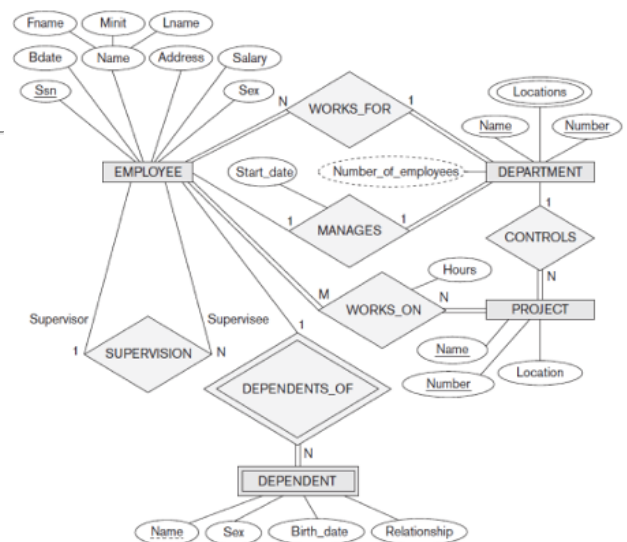 Fname
Minit
Lname
Bdate
Name
Address
Salary
Ssn
Sex
N
WORKS_FOR
1
Locations
Name
Number
EMPLOYEE
Start_date
Number_of_employees
DEPARTMENT
1
MANAGES
1
1
CONTROLS
N
Hours
M
WORKS_ON
N
PROJECT
Name
Number
Location
Supervisor
Supervisee
1
SUPERVISION
N
1
DEPENDENTS_OF
N
DEPENDENT
Name
Sex
Birth_date
Relationship